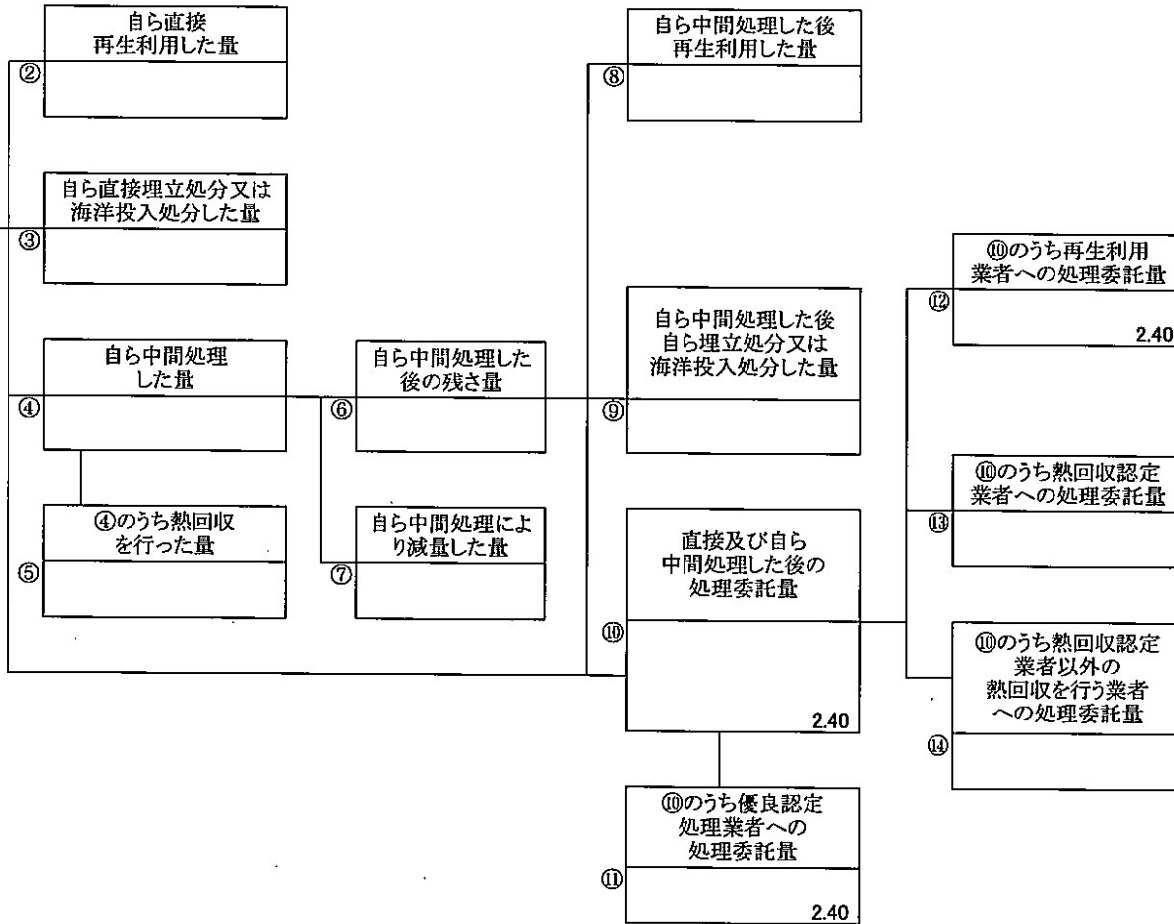 自ら直接
再生利用した量
②
自ら直接埋立処分又は
海洋投入処分した量
③
自ら中間処理
した量
④
④のうち熱回収
を行った量
⑤
自ら中間処理した
後の残さ量
⑥
自ら中間処理によ
り減量した量
⑦
自ら中間処理した後
再生利用した量
⑧
自ら中間処理した後
自ら埋立処分又は
海洋投入処分した量
⑨
直接及び自ら
中間処理した後の
処理委託量
⑩
2.40
⑩のうち優良認定
処理業者への
処理委託量
⑪
2.40
⑩のうち再生利用
業者への処理委託量
⑫
2.40
⑩のうち熱回収認定
業者への処理委託量
⑬
⑩のうち熱回収認定
業者以外の
熱回収を行う業者
への処理委託量
⑭